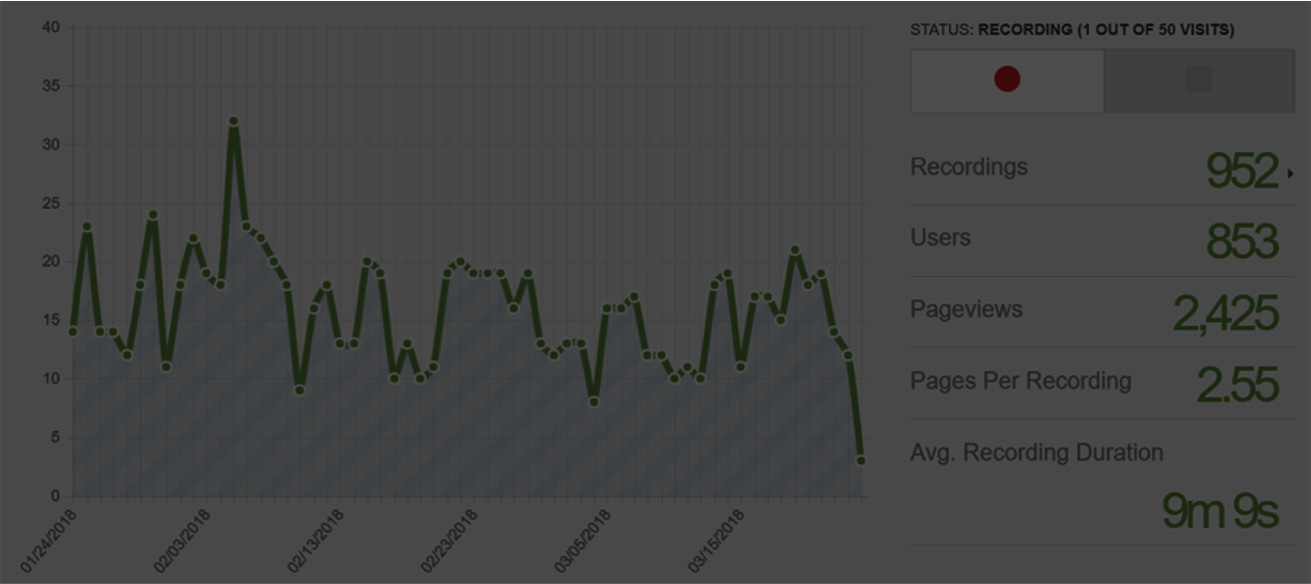 40
35
30
25
20
15
10
5
0
01/24/2018
02/03/2018
02/13/2018
02/23/2018
03/05/2018
03/15/2018
STATUS: RECORDING (1 OUT OF 50 VISITS)
Recordings 952
Users 853
Pageviews 2,425
Pages Per Recording 2.55
Avg. Recording Duration
9m 9s